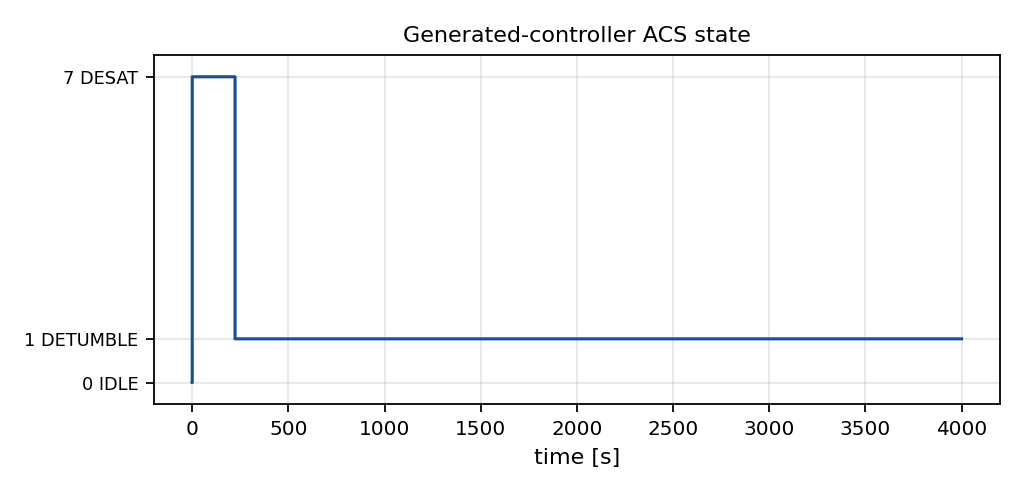 Generated-controller ACS state
7 DESAT
1 DETUMBLE
0 IDLE
0 500 1000 1500 2000 2500 3000 3500 4000
time [s]